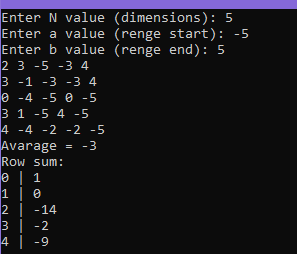 Enter N value (dimensions): 5
Enter a value (renge start): -5
Enter b value (renge end): 5
2 3 -5 -3 4
3 -1 -3 -3 4
0 -4 -5 0 -5
3 1 -5 4 -5
4 -4 -2 -2 -5
Avarage = -3
Row sum:
0 | 1
1 | 0
2 | -14
3 | -2
4 | -9